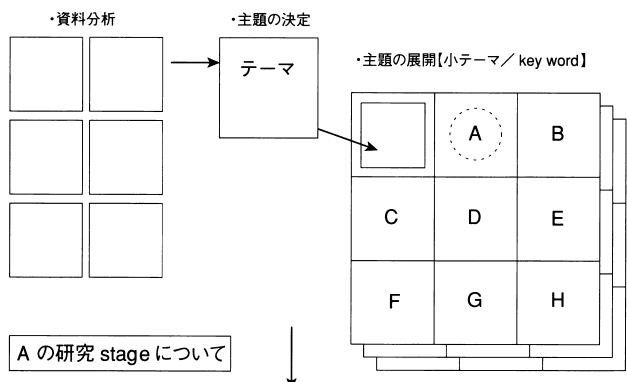 ・資料分析
・主題の決定
テーマ
・主題の展開【小テーマ／key word】
A
B
C
D
E
F
G
H
A の研究 stage について